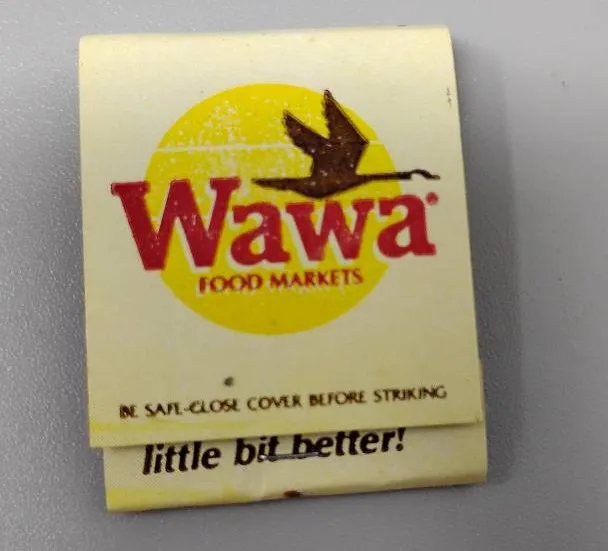 Wawa®
FOOD MARKETS
BE SAFE-CLOSE COVER BEFORE STRIKING
little bit better!